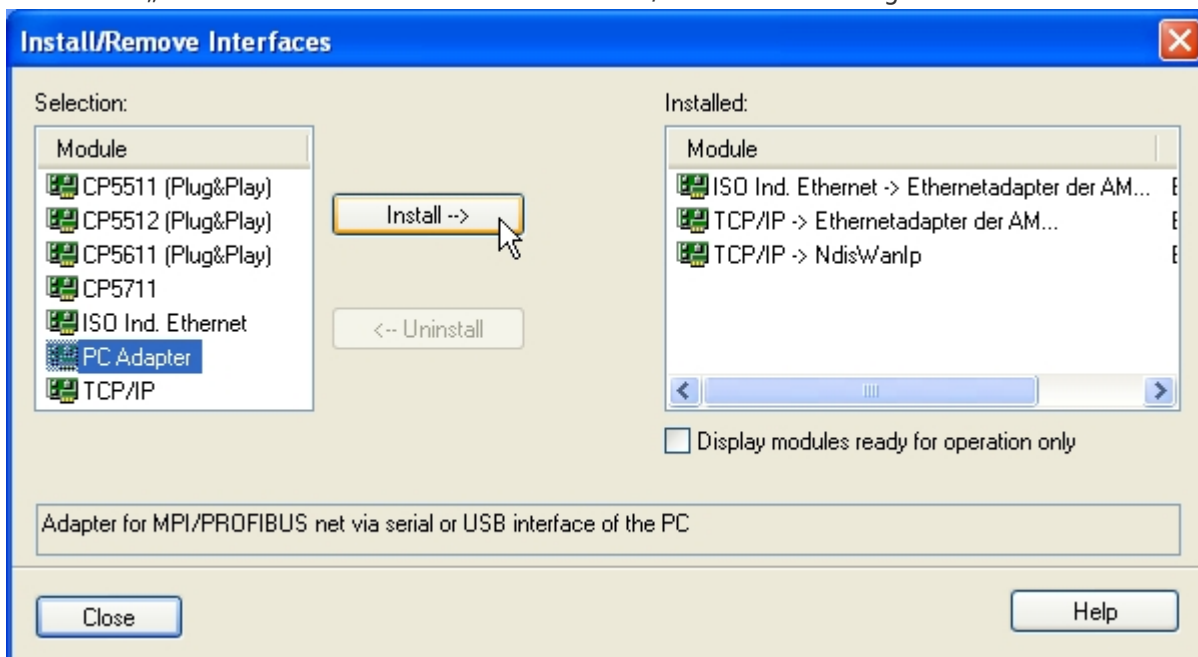 Install/Remove Interfaces
Selection:
Module
CP5511 (Plug&Play)
CP5512 (Plug&Play)
CP5611 (Plug&Play)
CP5711
ISO Ind. Ethernet
PC Adapter
TCP/IP
Install -->
<-- Uninstall
Installed:
Module
ISO Ind. Ethernet -> Ethernetadapter der AM...
TCP/IP -> Ethernetadapter der AM...
TCP/IP -> NdisWanIp
Display modules ready for operation only
Adapter for MPI/PROFIBUS net via serial or USB interface of the PC
Close
Help